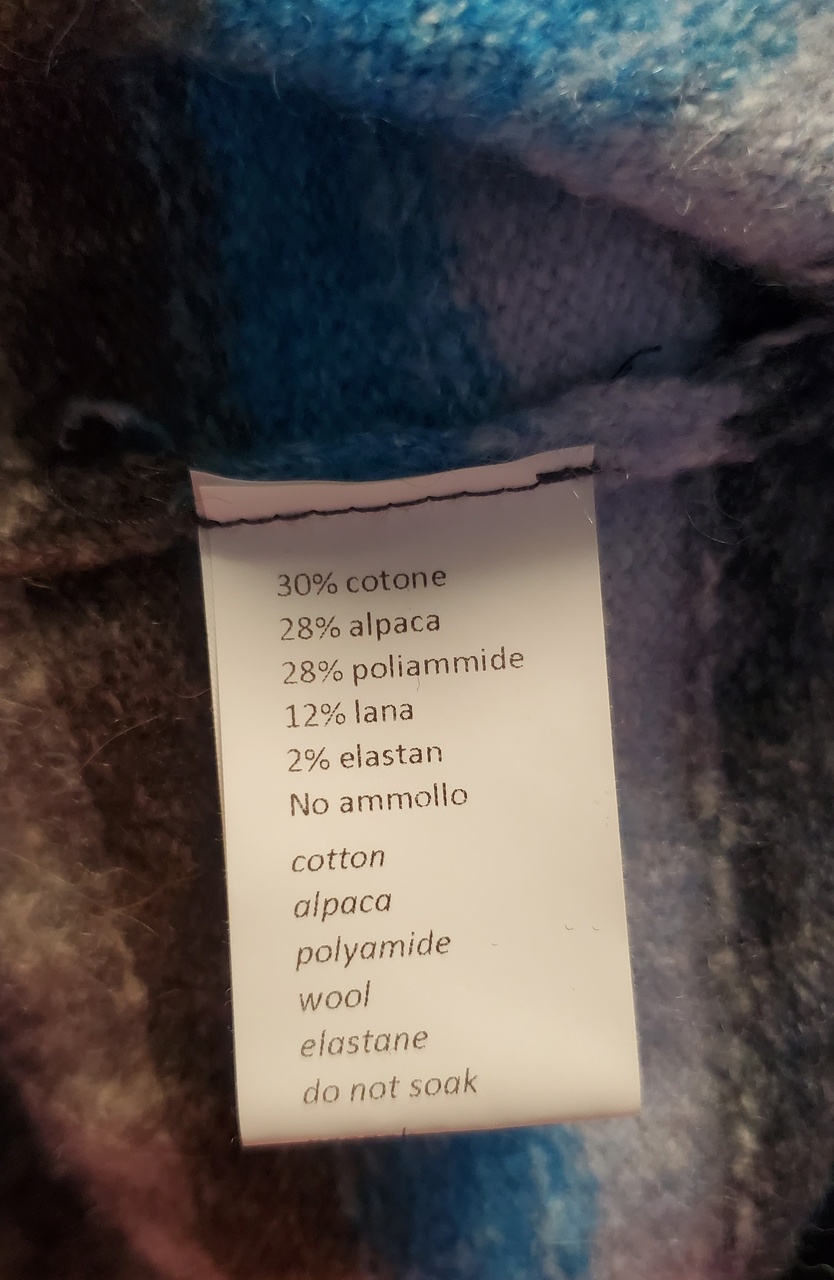 30% cotone
28% alpaca
28% poliammide
12% lana
2% elastan
No ammollo
cotton
alpaca
polyamide
wool
elastane
do not soak